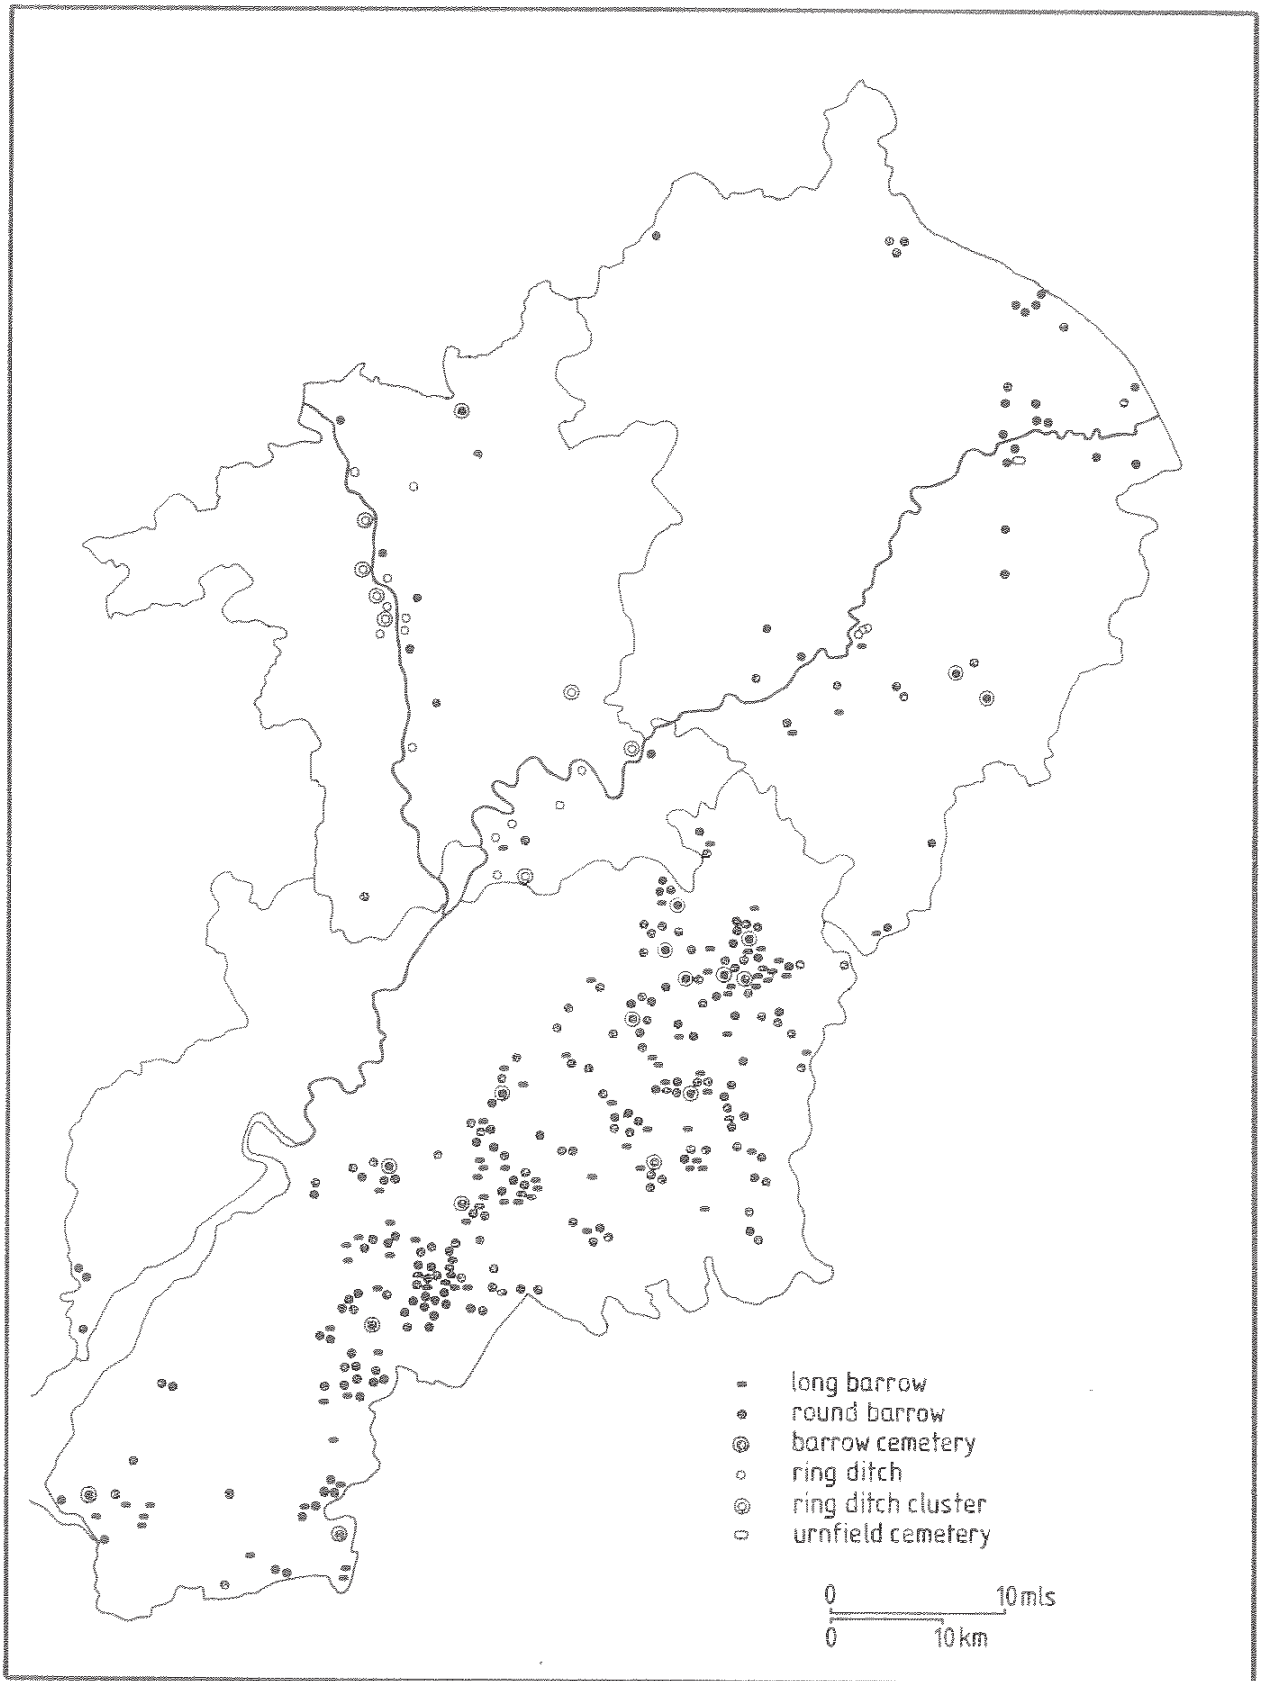 long barrow
round barrow
barrow cemetery
ring ditch
ring ditch cluster
urnfield cemetery
0 10 mls
0 10 km